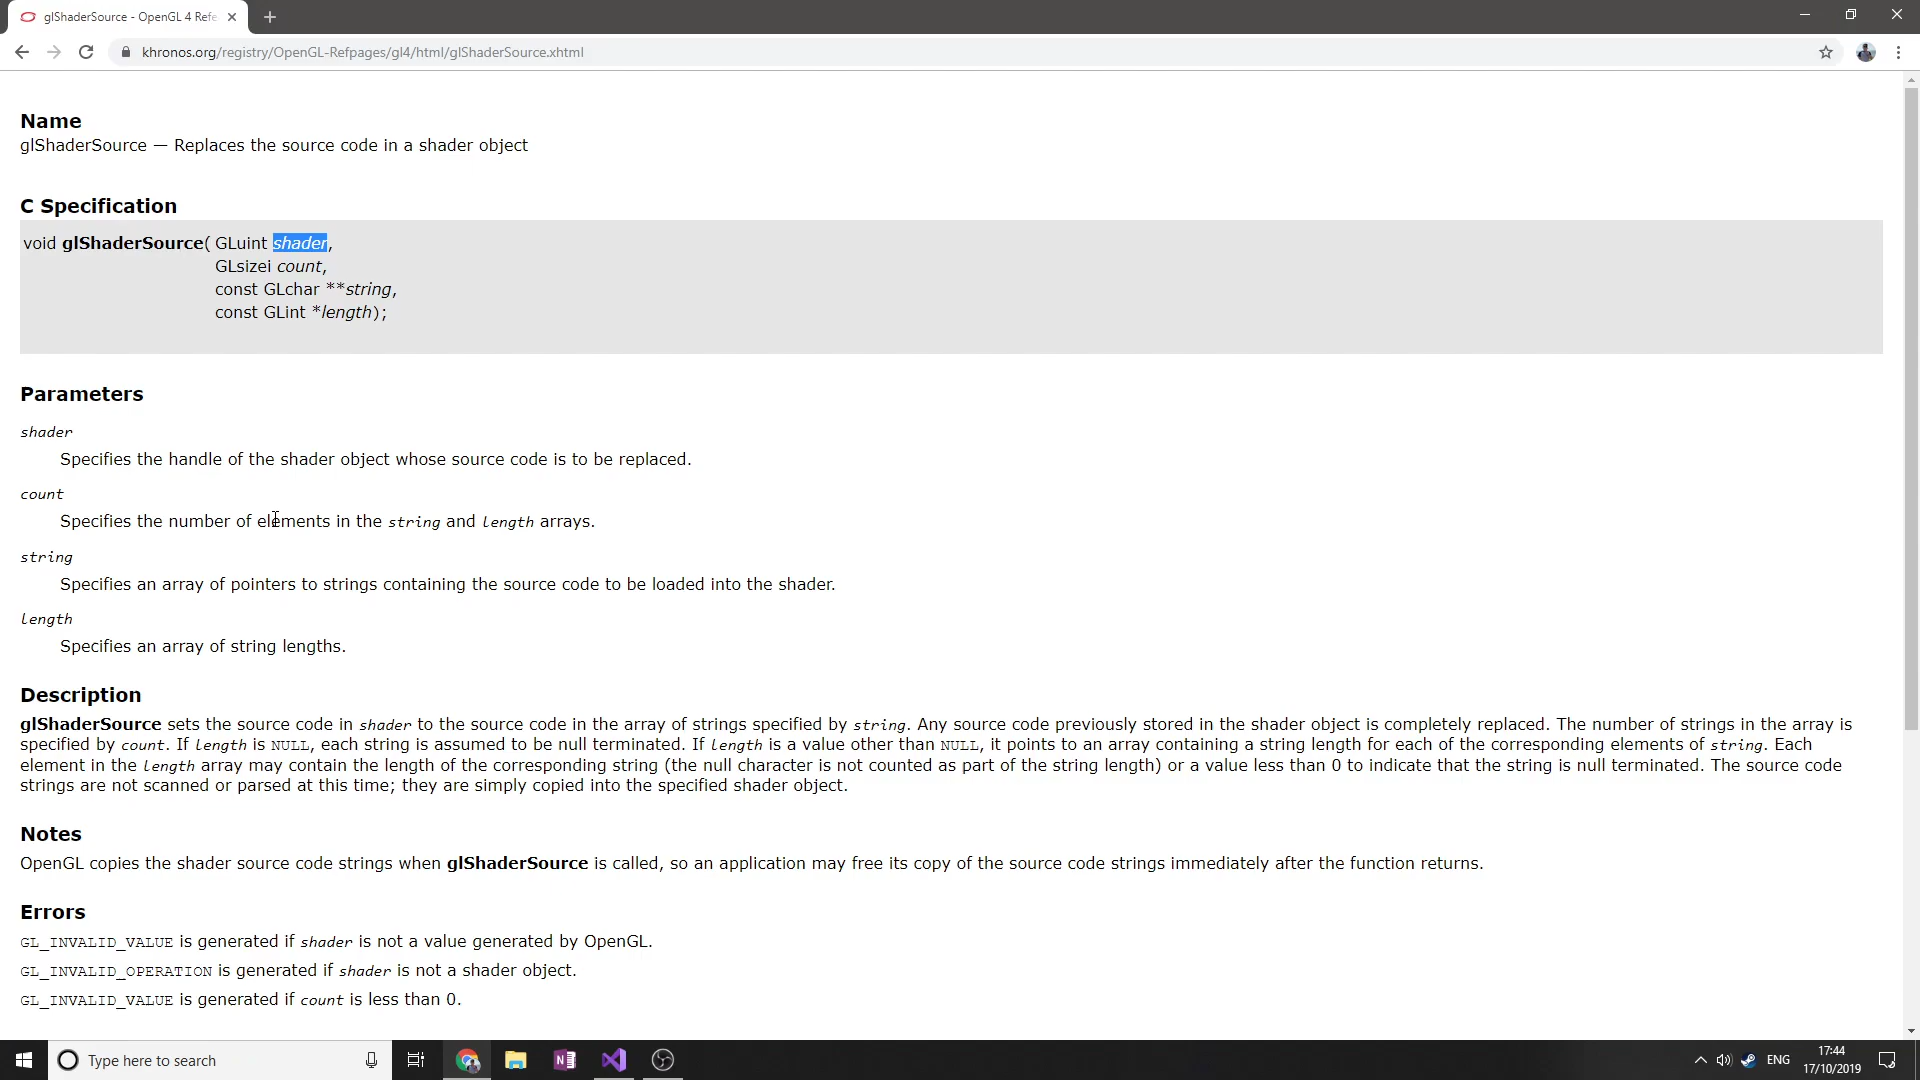 glShaderSource - OpenGL 4 Refe
khronos.org/registry/OpenGL-Refpages/gl4/html/glShaderSource.xhtml
Name
glShaderSource — Replaces the source code in a shader object
C Specification
void glShaderSource( GLuint shader,
GLsizei count,
const GLchar **string,
const GLint *length);
Parameters
shader
Specifies the handle of the shader object whose source code is to be replaced.
count
Specifies the number of elements in the string and length arrays.
string
Specifies an array of pointers to strings containing the source code to be loaded into the shader.
length
Specifies an array of string lengths.
Description
glShaderSource sets the source code in shader to the source code in the array of strings specified by string. Any source code previously stored in the shader object is completely replaced. The number of strings in the array is
specified by count. If length is NULL, each string is assumed to be null terminated. If length is a value other than NULL, it points to an array containing a string length for each of the corresponding elements of string. Each
element in the length array may contain the length of the corresponding string (the null character is not counted as part of the string length) or a value less than 0 to indicate that the string is null terminated. The source code
strings are not scanned or parsed at this time; they are simply copied into the specified shader object.
Notes
OpenGL copies the shader source code strings when glShaderSource is called, so an application may free its copy of the source code strings immediately after the function returns.
Errors
GL_INVALID_VALUE is generated if shader is not a value generated by OpenGL.
GL_INVALID_OPERATION is generated if shader is not a shader object.
GL_INVALID_VALUE is generated if count is less than 0.
Type here to search
N
ENG
17:44
17/10/2019